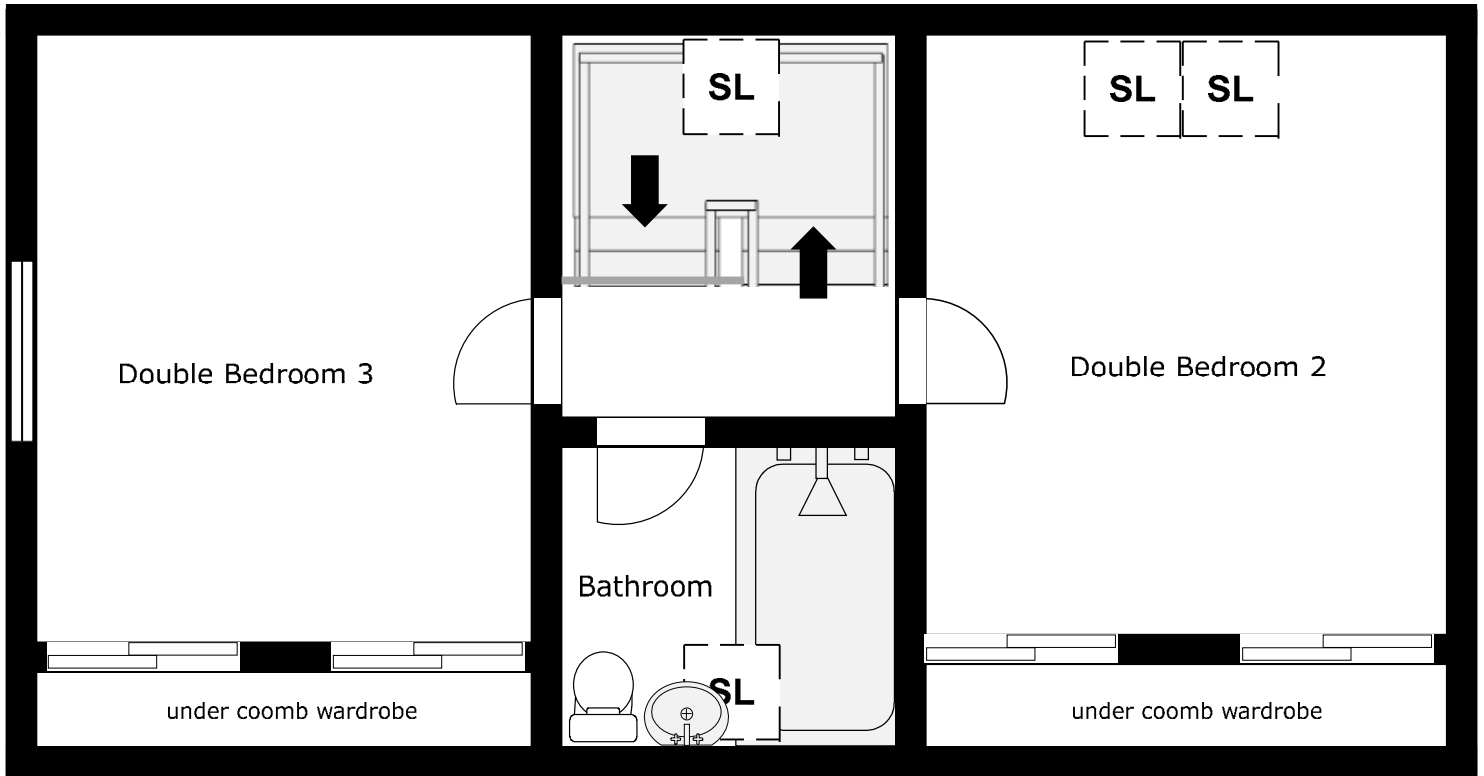 SL
SL SL
Double Bedroom 3
Double Bedroom 2
Bathroom
SL
under coomb wardrobe
under coomb wardrobe